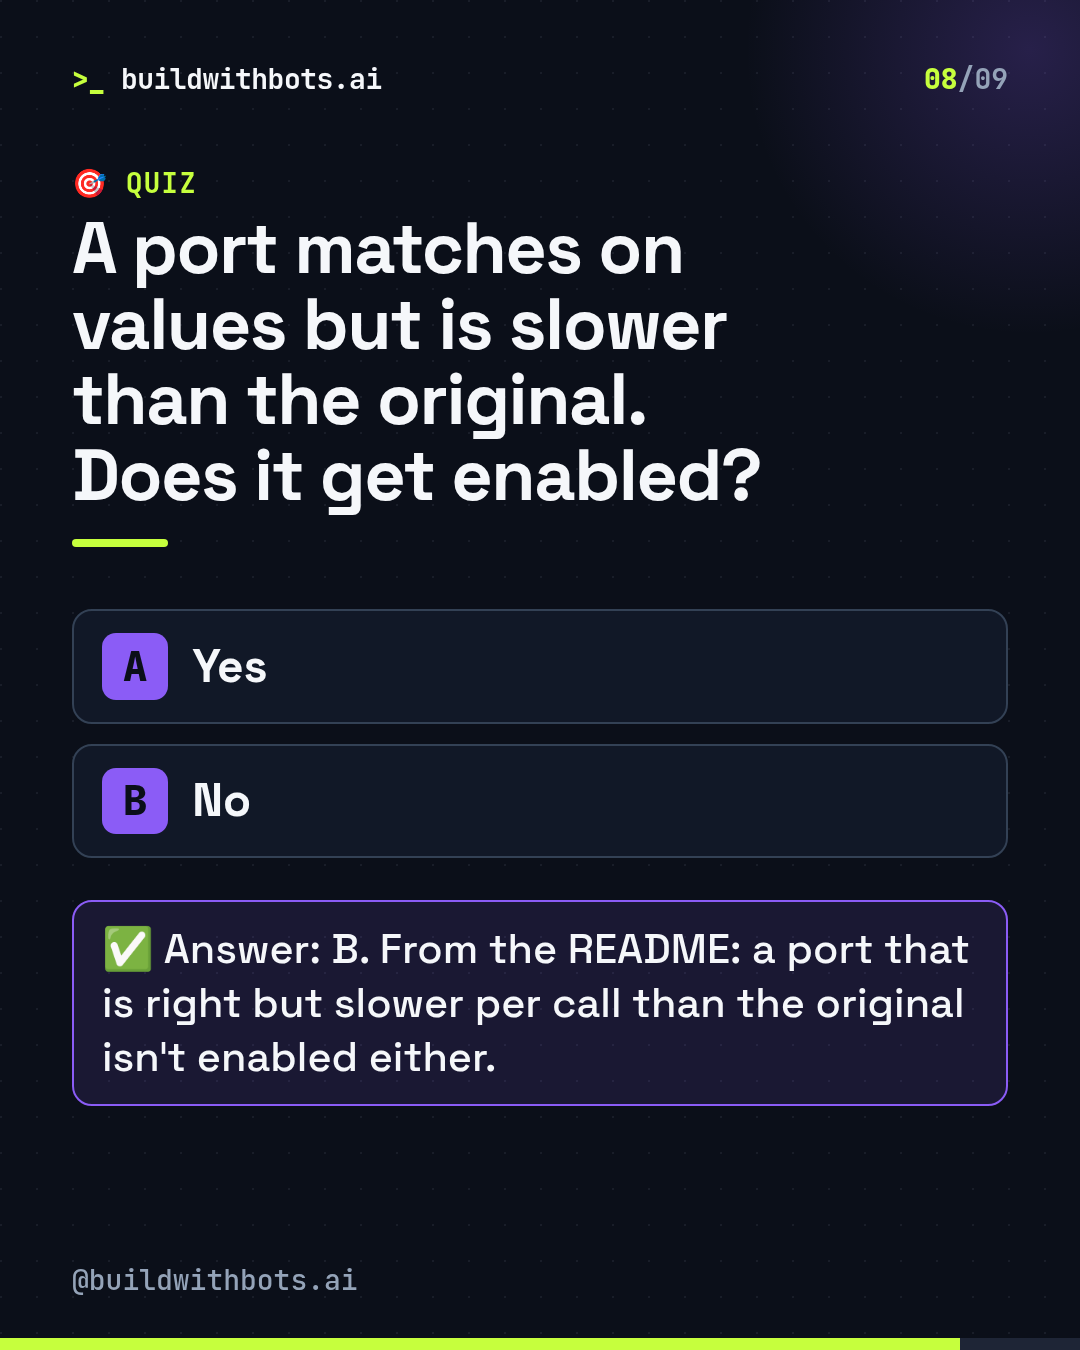 >_ buildwithbots.ai
08/09
🎯 QUIZ
A port matches on
values but is slower
than the original.
Does it get enabled?
A Yes
B No
✅ Answer: B. From the README: a port that
is right but slower per call than the original
isn't enabled either.
@buildwithbots.ai